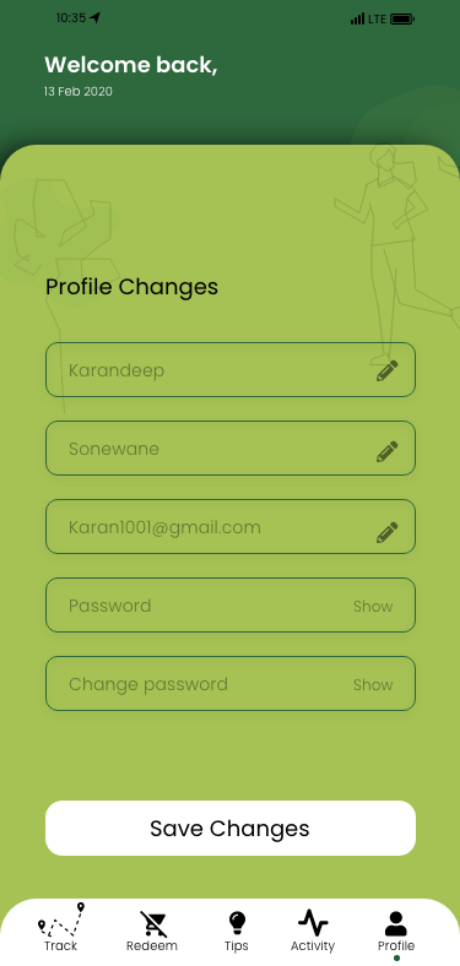 10:35 LTE
Welcome back,
13 Feb 2020
Profile Changes
Karandeep
Sonewane
Karan1001@gmail.com
Password Show
Change password Show
Save Changes
Track Redeem Tips Activity Profile